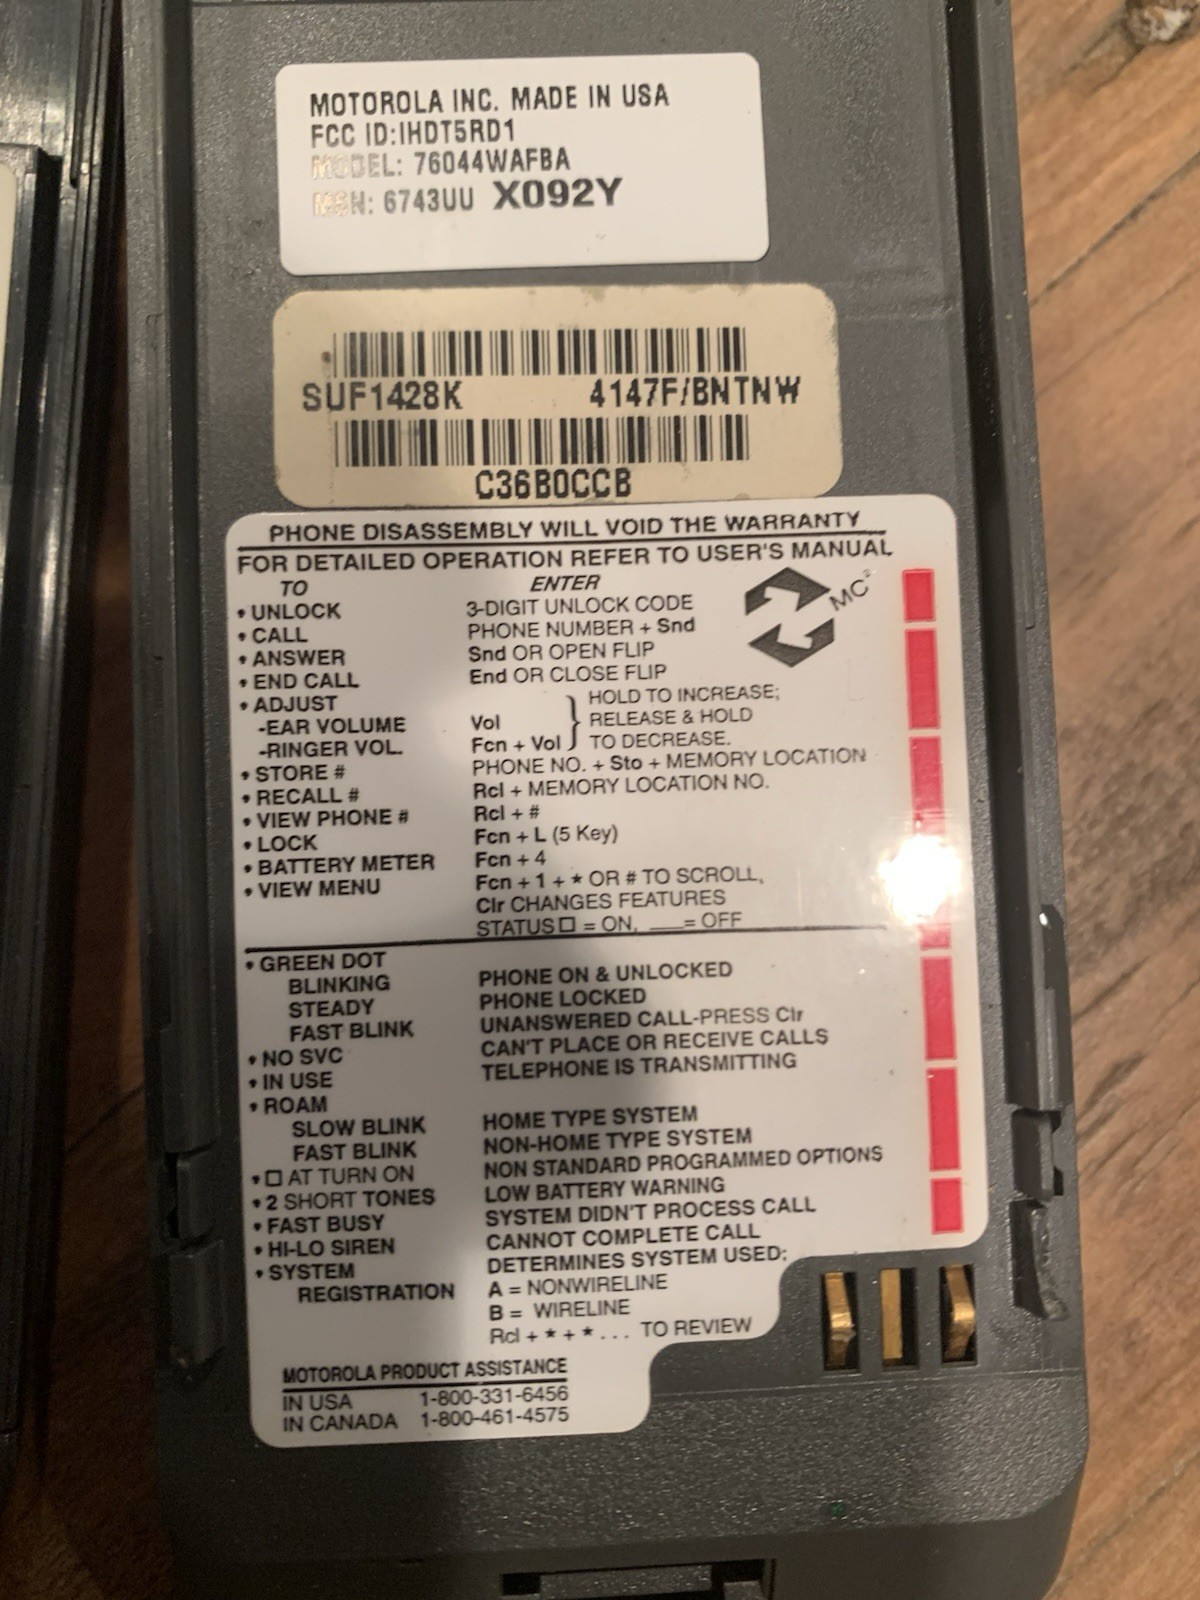 MOTOROLA INC. MADE IN USA
FCC ID:IHDT5RD1
MODEL: 76044WAFBA
MSN: 6743UU X092Y
SUF1428K 4147F/BNTNW
C36B0CCB
PHONE DISASSEMBLY WILL VOID THE WARRANTY
FOR DETAILED OPERATION REFER TO USER'S MANUAL
TO ENTER
• UNLOCK 3-DIGIT UNLOCK CODE
• CALL PHONE NUMBER + Snd
• ANSWER Snd OR OPEN FLIP
• END CALL End OR CLOSE FLIP
MC²
• ADJUST HOLD TO INCREASE;
-EAR VOLUME Vol RELEASE & HOLD
-RINGER VOL. Fcn + Vol TO DECREASE.
• STORE # PHONE NO. + Sto + MEMORY LOCATION
• RECALL # Rcl + MEMORY LOCATION NO.
• VIEW PHONE # Rcl + #
• LOCK Fcn + L (5 Key)
• BATTERY METER Fcn + 4
• VIEW MENU Fcn + 1 + * OR # TO SCROLL,
Clr CHANGES FEATURES
STATUS □ = ON, __ = OFF
• GREEN DOT
BLINKING PHONE ON & UNLOCKED
STEADY PHONE LOCKED
FAST BLINK UNANSWERED CALL-PRESS Clr
• NO SVC CAN'T PLACE OR RECEIVE CALLS
• IN USE TELEPHONE IS TRANSMITTING
• ROAM
SLOW BLINK HOME TYPE SYSTEM
FAST BLINK NON-HOME TYPE SYSTEM
• □ AT TURN ON NON STANDARD PROGRAMMED OPTIONS
• 2 SHORT TONES LOW BATTERY WARNING
• FAST BUSY SYSTEM DIDN'T PROCESS CALL
• HI-LO SIREN CANNOT COMPLETE CALL
• SYSTEM DETERMINES SYSTEM USED:
REGISTRATION A = NONWIRELINE
B = WIRELINE
Rcl + * + * . . . TO REVIEW
MOTOROLA PRODUCT ASSISTANCE
IN USA 1-800-331-6456
IN CANADA 1-800-461-4575